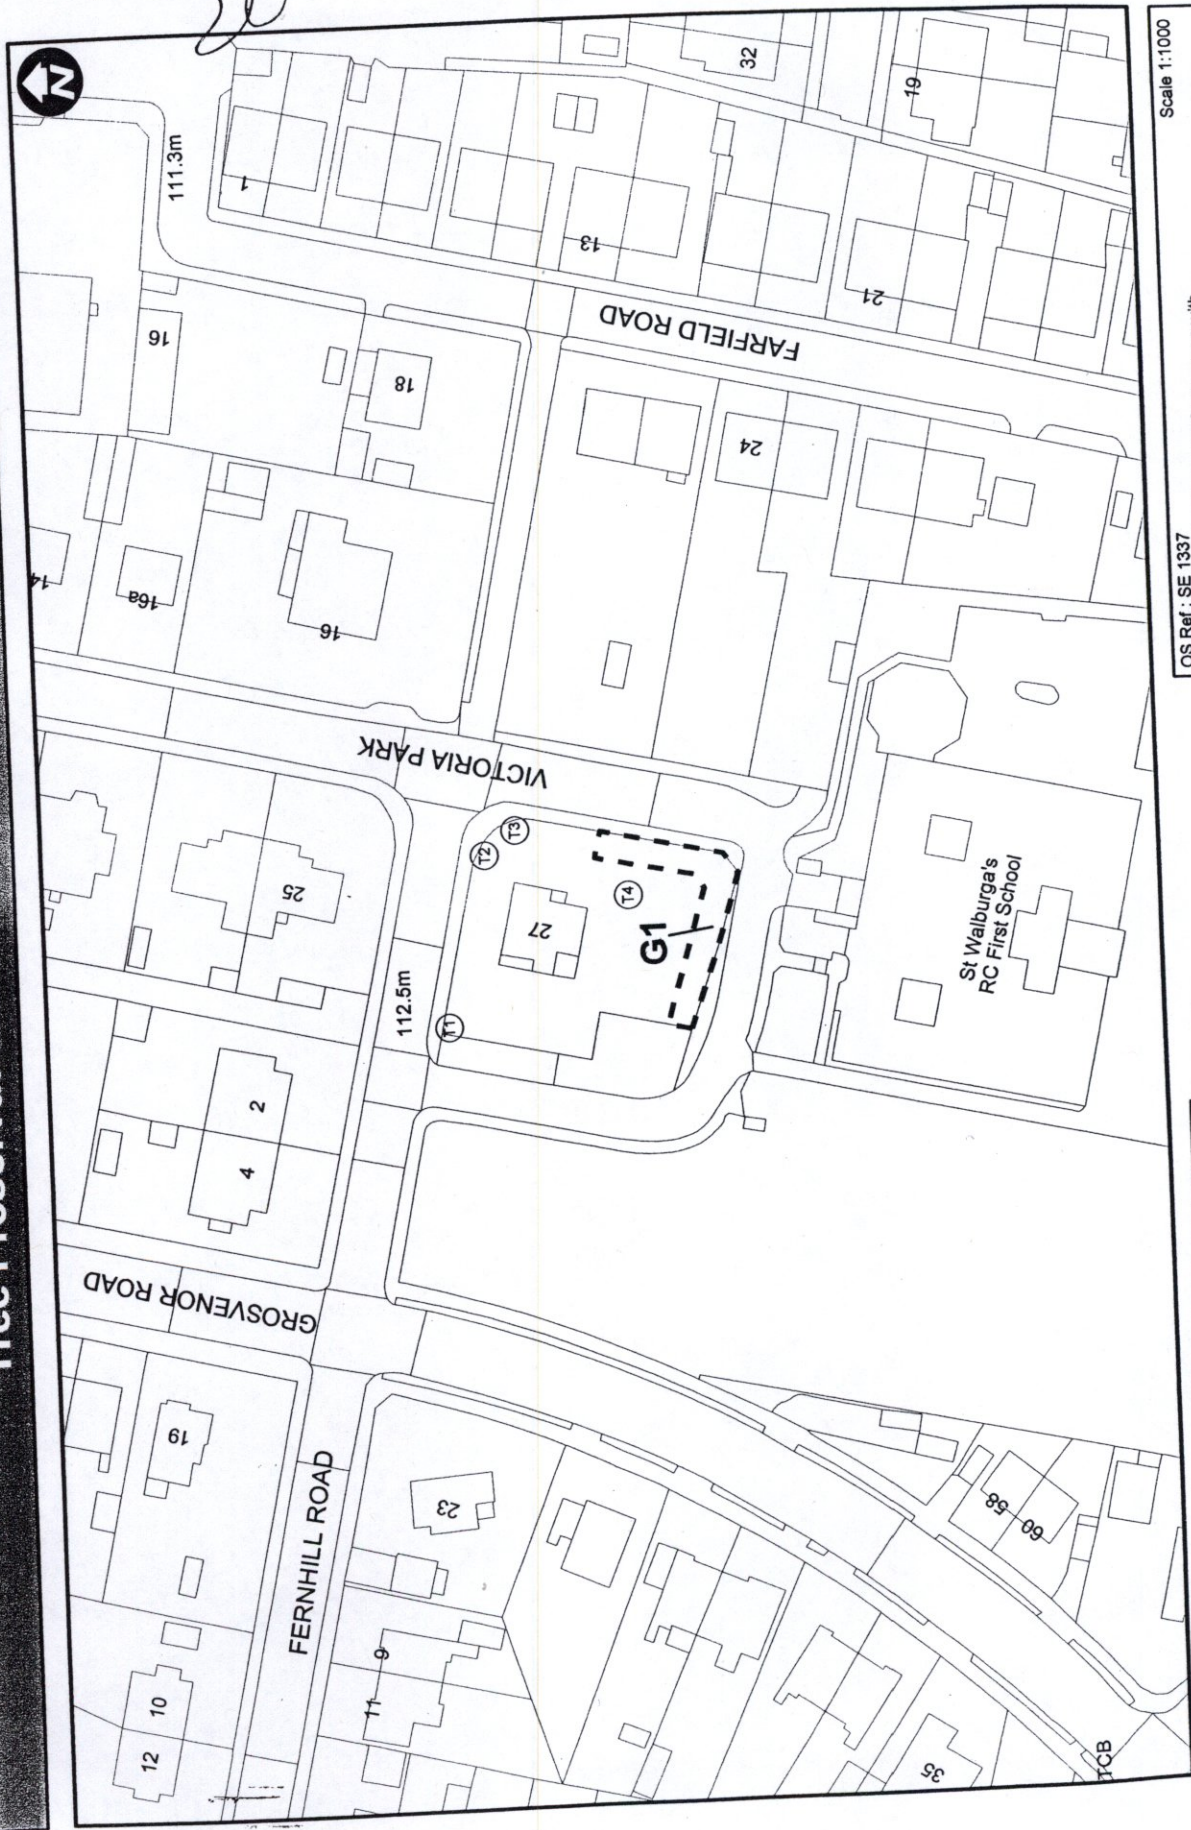 N
Scale 1:1000
OS Ref : SE 1337
111.3m
1
32
19
16
18
13
FARFIELD ROAD
21
14
16a
16
24
VICTORIA PARK
25
T3
T2
27
T4
G1
T1
112.5m
St Walburga's
RC First School
2
4
GROSVENOR ROAD
19
FERNHILL ROAD
23
9
11
10
12
58
60
35
TCB